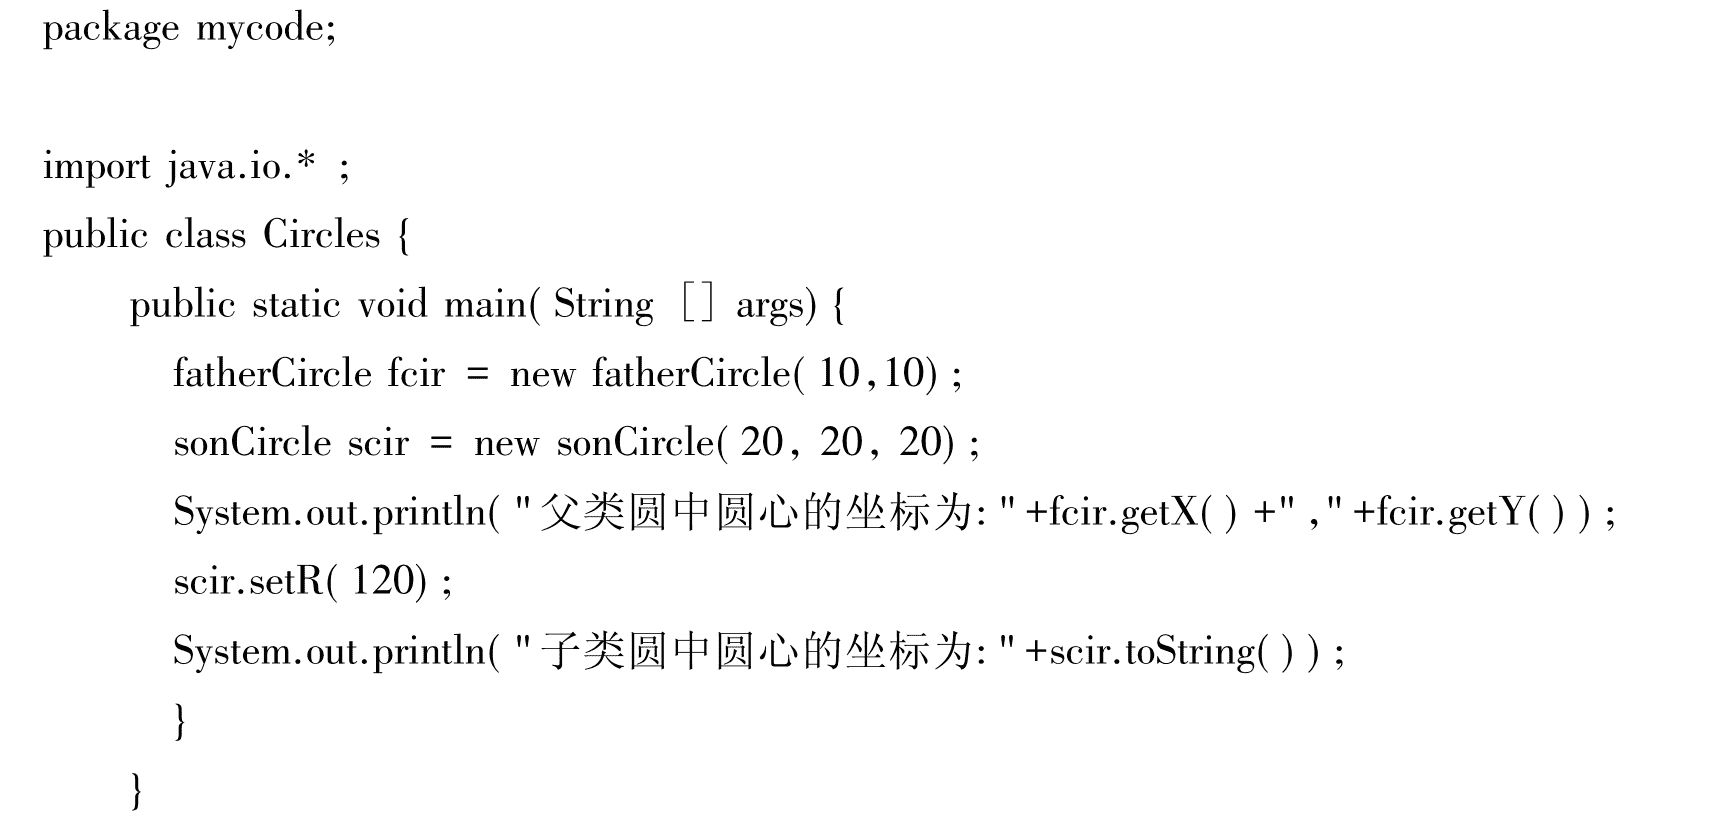 package mycode;
import java.io.* ;
public class Circles {
public static void main( String [] args) {
fatherCircle fcir = new fatherCircle( 10,10) ;
sonCircle scir = new sonCircle( 20, 20, 20) ;
System.out.println( "父类圆中圆心的坐标为: "+fcir.getX( ) +" ,"+fcir.getY( ) ) ;
scir.setR( 120) ;
System.out.println( "子类圆中圆心的坐标为: "+scir.toString( ) ) ;
}
}